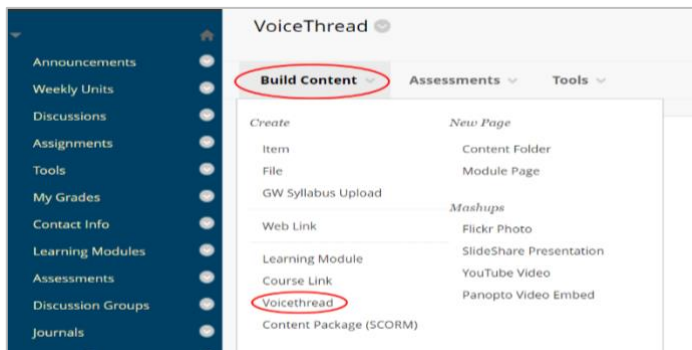 Announcements
Weekly Units
Discussions
Assignments
Tools
My Grades
Contact Info
Learning Modules
Assessments
Discussion Groups
Journals
VoiceThread
Build Content
Assessments
Tools
Create
Item
File
GW Syllabus Upload
Web Link
Learning Module
Course Link
Voicethread
Content Package (SCORM)
New Page
Content Folder
Module Page
Mashups
Flickr Photo
SlideShare Presentation
YouTube Video
Panopto Video Embed